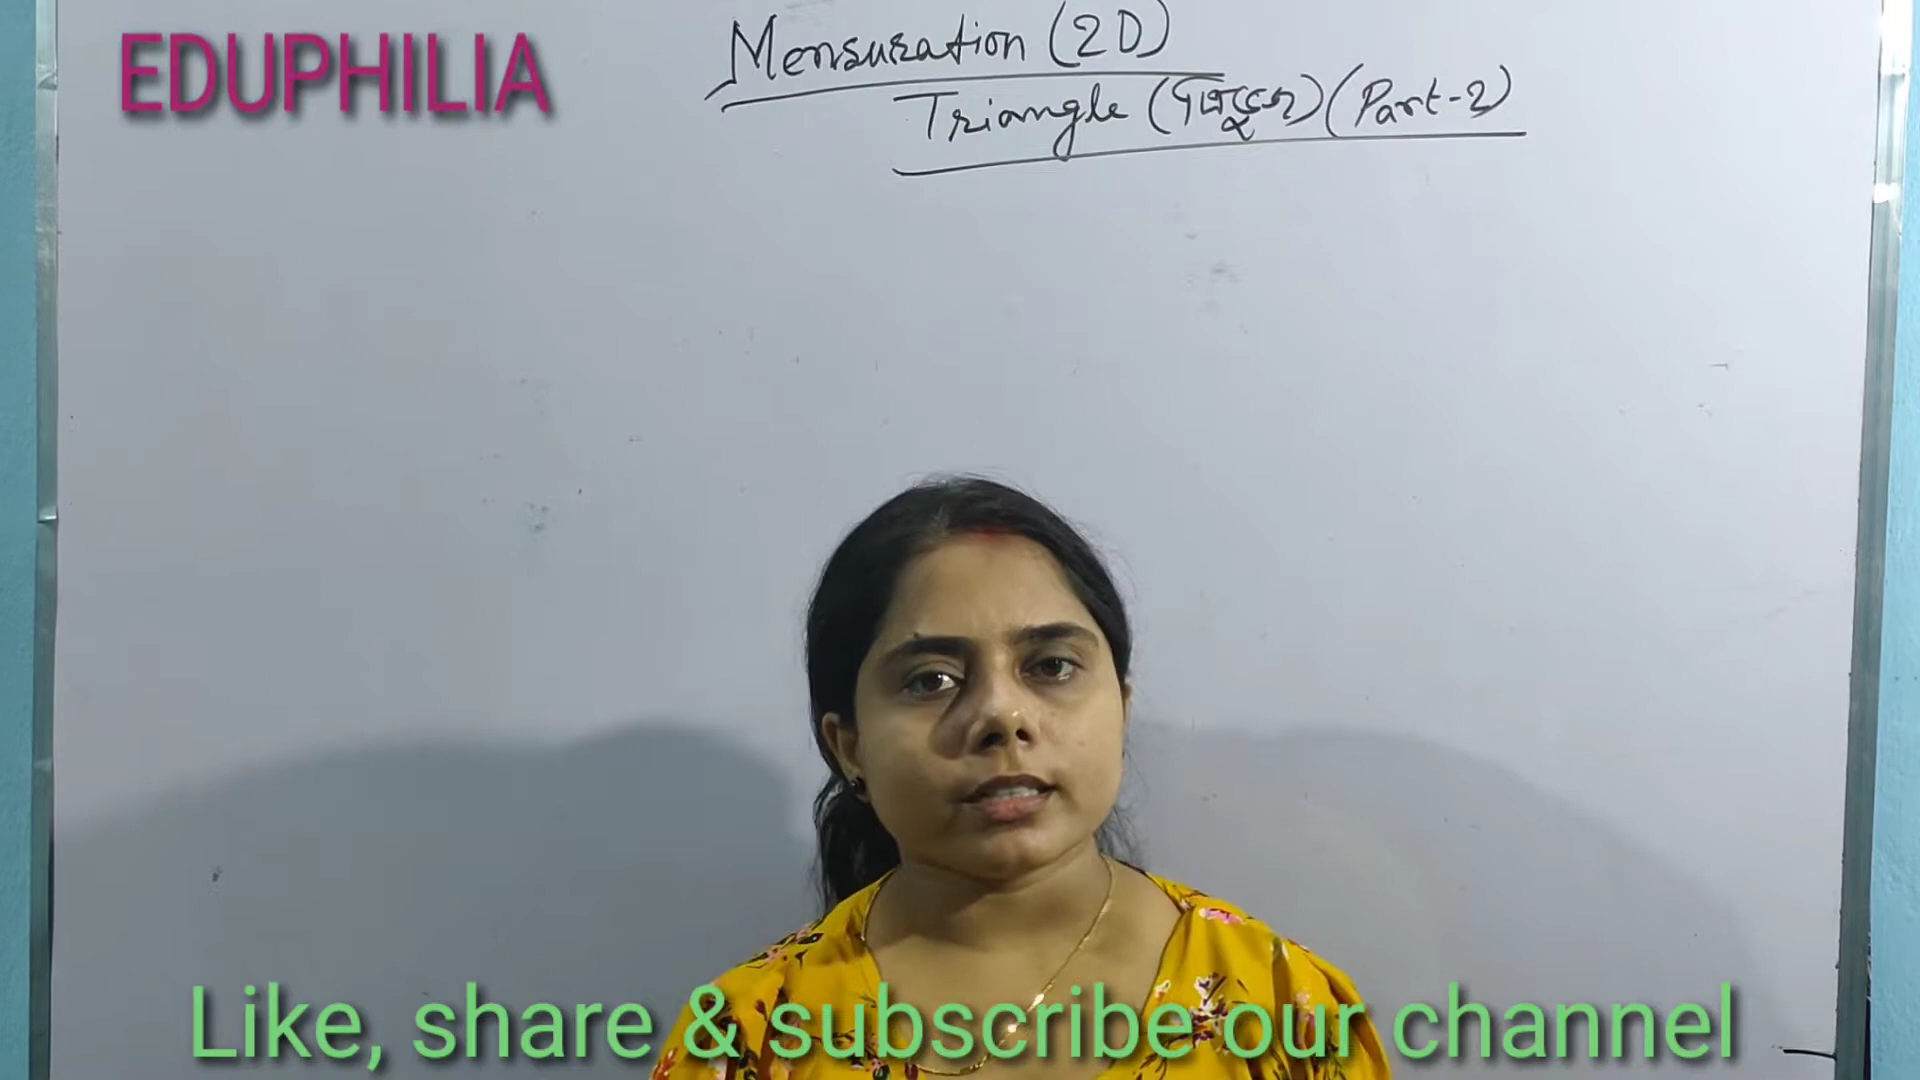 EDUPHILIA
Mensuration (2D)
Triangle (ତ୍ରିଭୁଜ) (Part-2)
Like, share & subscribe our channel